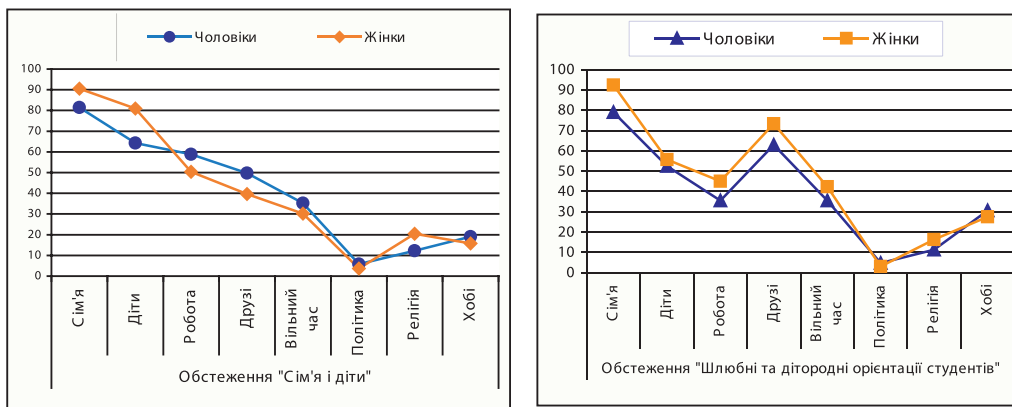 Чоловіки Жінки
100
90
80
70
60
50
40
30
20
10
0
Сім'я
Діти
Робота
Друзі
Вільний
час
Політика
Релігія
Хобі
Обстеження "Сім'я і діти"
Чоловіки Жінки
100
90
80
70
60
50
40
30
20
10
0
Сім'я
Діти
Робота
Друзі
Вільний
час
Політика
Релігія
Хобі
Обстеження "Шлюбні та дітородні орієнтації студентів"